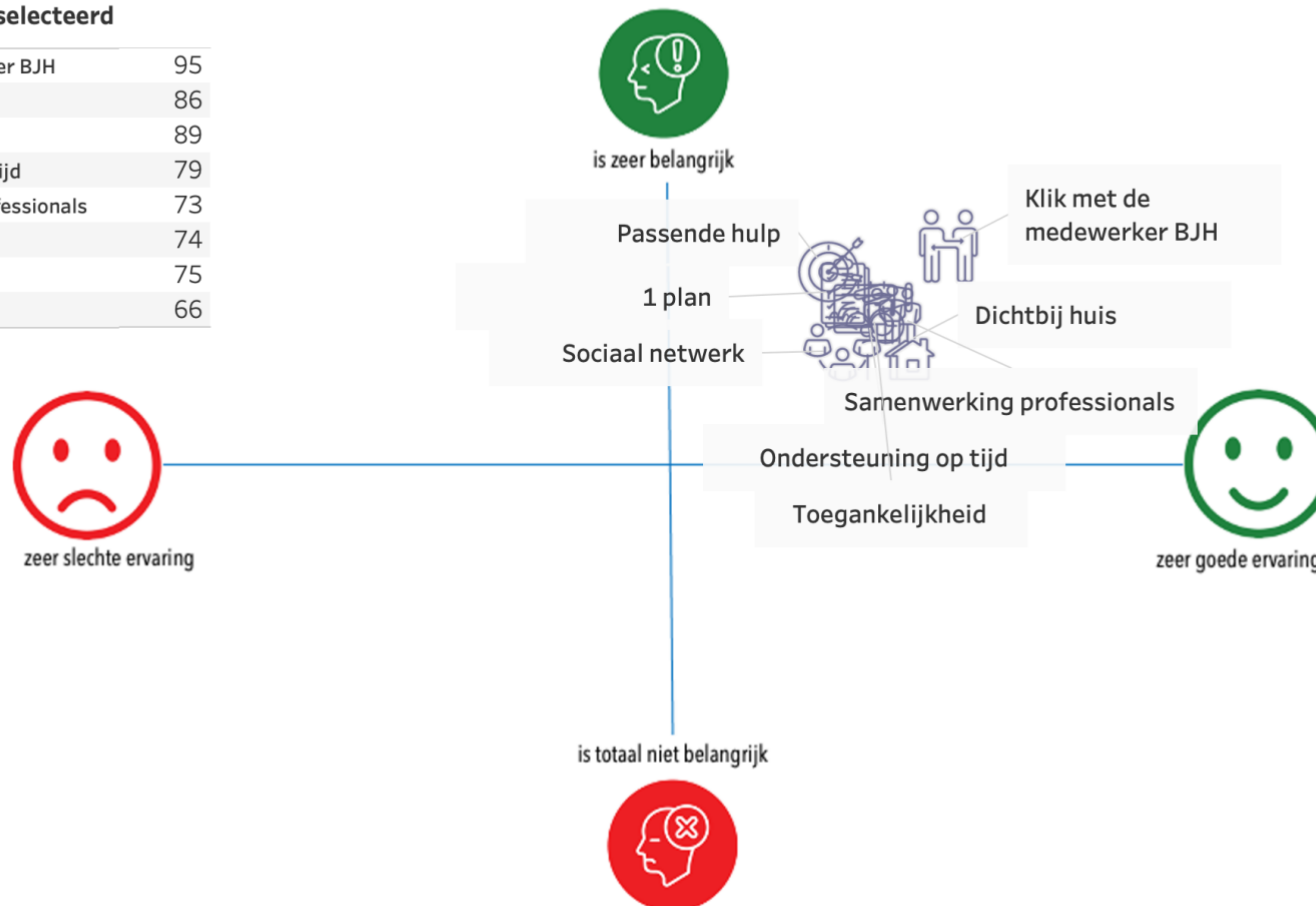 selecteerd
er BJH 95
86
89
ijd 79
fessionals 73
74
75
66
is zeer belangrijk
Klik met de
medewerker BJH
Passende hulp
1 plan
Dichtbij huis
Sociaal netwerk
Samenwerking professionals
Ondersteuning op tijd
Toegankelijkheid
zeer slechte ervaring
zeer goede ervaring
is totaal niet belangrijk